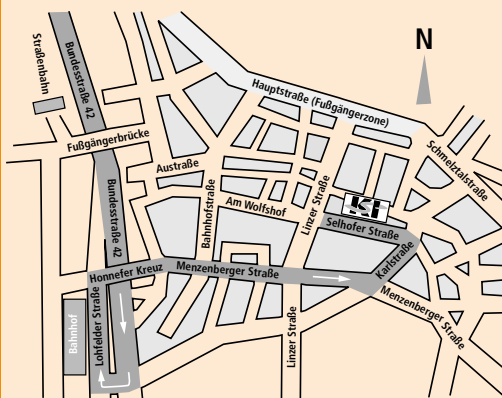 N
Straßenbahn
Bundesstraße 42
Hauptstraße (Fußgängerzone)
Fußgängerbrücke
Schmelztalstraße
Austraße
Bundesstraße 42
Bahnhofstraße
Am Wolfshof
Linzer Straße
KI
Selhofer Straße
Karlstraße
Honnefer Kreuz
Menzenberger Straße
Menzenberger Straße
Bahnhof
Lohfelder Straße
Linzer Straße